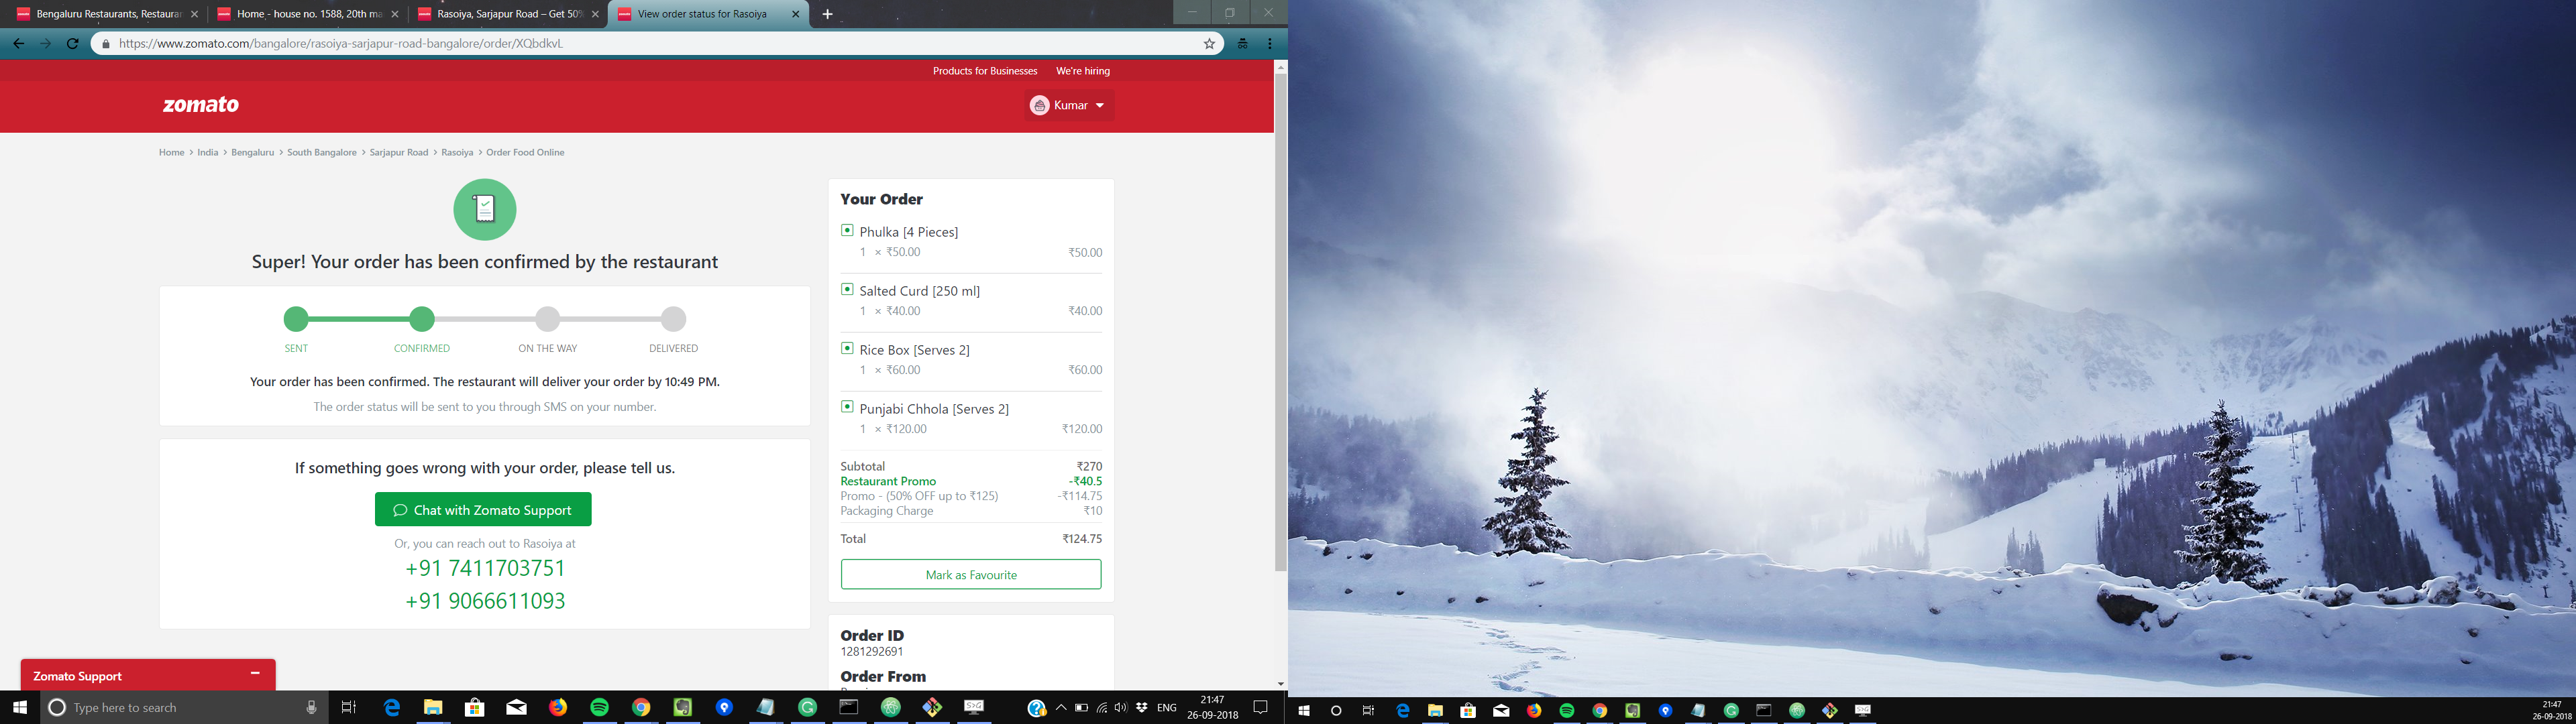 Bengaluru Restaurants, Restauran
Home - house no. 1588, 20th ma
Rasoiya, Sarjapur Road – Get 50%
View order status for Rasoiya
https://www.zomato.com/bangalore/rasoiya-sarjapur-road-bangalore/order/XQbdkvL
Products for Businesses We're hiring
zomato
Kumar
Home > India > Bengaluru > South Bangalore > Sarjapur Road > Rasoiya > Order Food Online
Super! Your order has been confirmed by the restaurant
SENT CONFIRMED ON THE WAY DELIVERED
Your order has been confirmed. The restaurant will deliver your order by 10:49 PM.
The order status will be sent to you through SMS on your number.
If something goes wrong with your order, please tell us.
Chat with Zomato Support
Or, you can reach out to Rasoiya at
+91 7411703751
+91 9066611093
Your Order
Phulka [4 Pieces]
1 × ₹50.00 ₹50.00
Salted Curd [250 ml]
1 × ₹40.00 ₹40.00
Rice Box [Serves 2]
1 × ₹60.00 ₹60.00
Punjabi Chhola [Serves 2]
1 × ₹120.00 ₹120.00
Subtotal ₹270
Restaurant Promo -₹40.5
Promo - (50% OFF up to ₹125) -₹114.75
Packaging Charge ₹10
Total ₹124.75
Mark as Favourite
Order ID
1281292691
Order From
Zomato Support
Type here to search
ENG
21:47
26-09-2018
21:47
26-09-2018